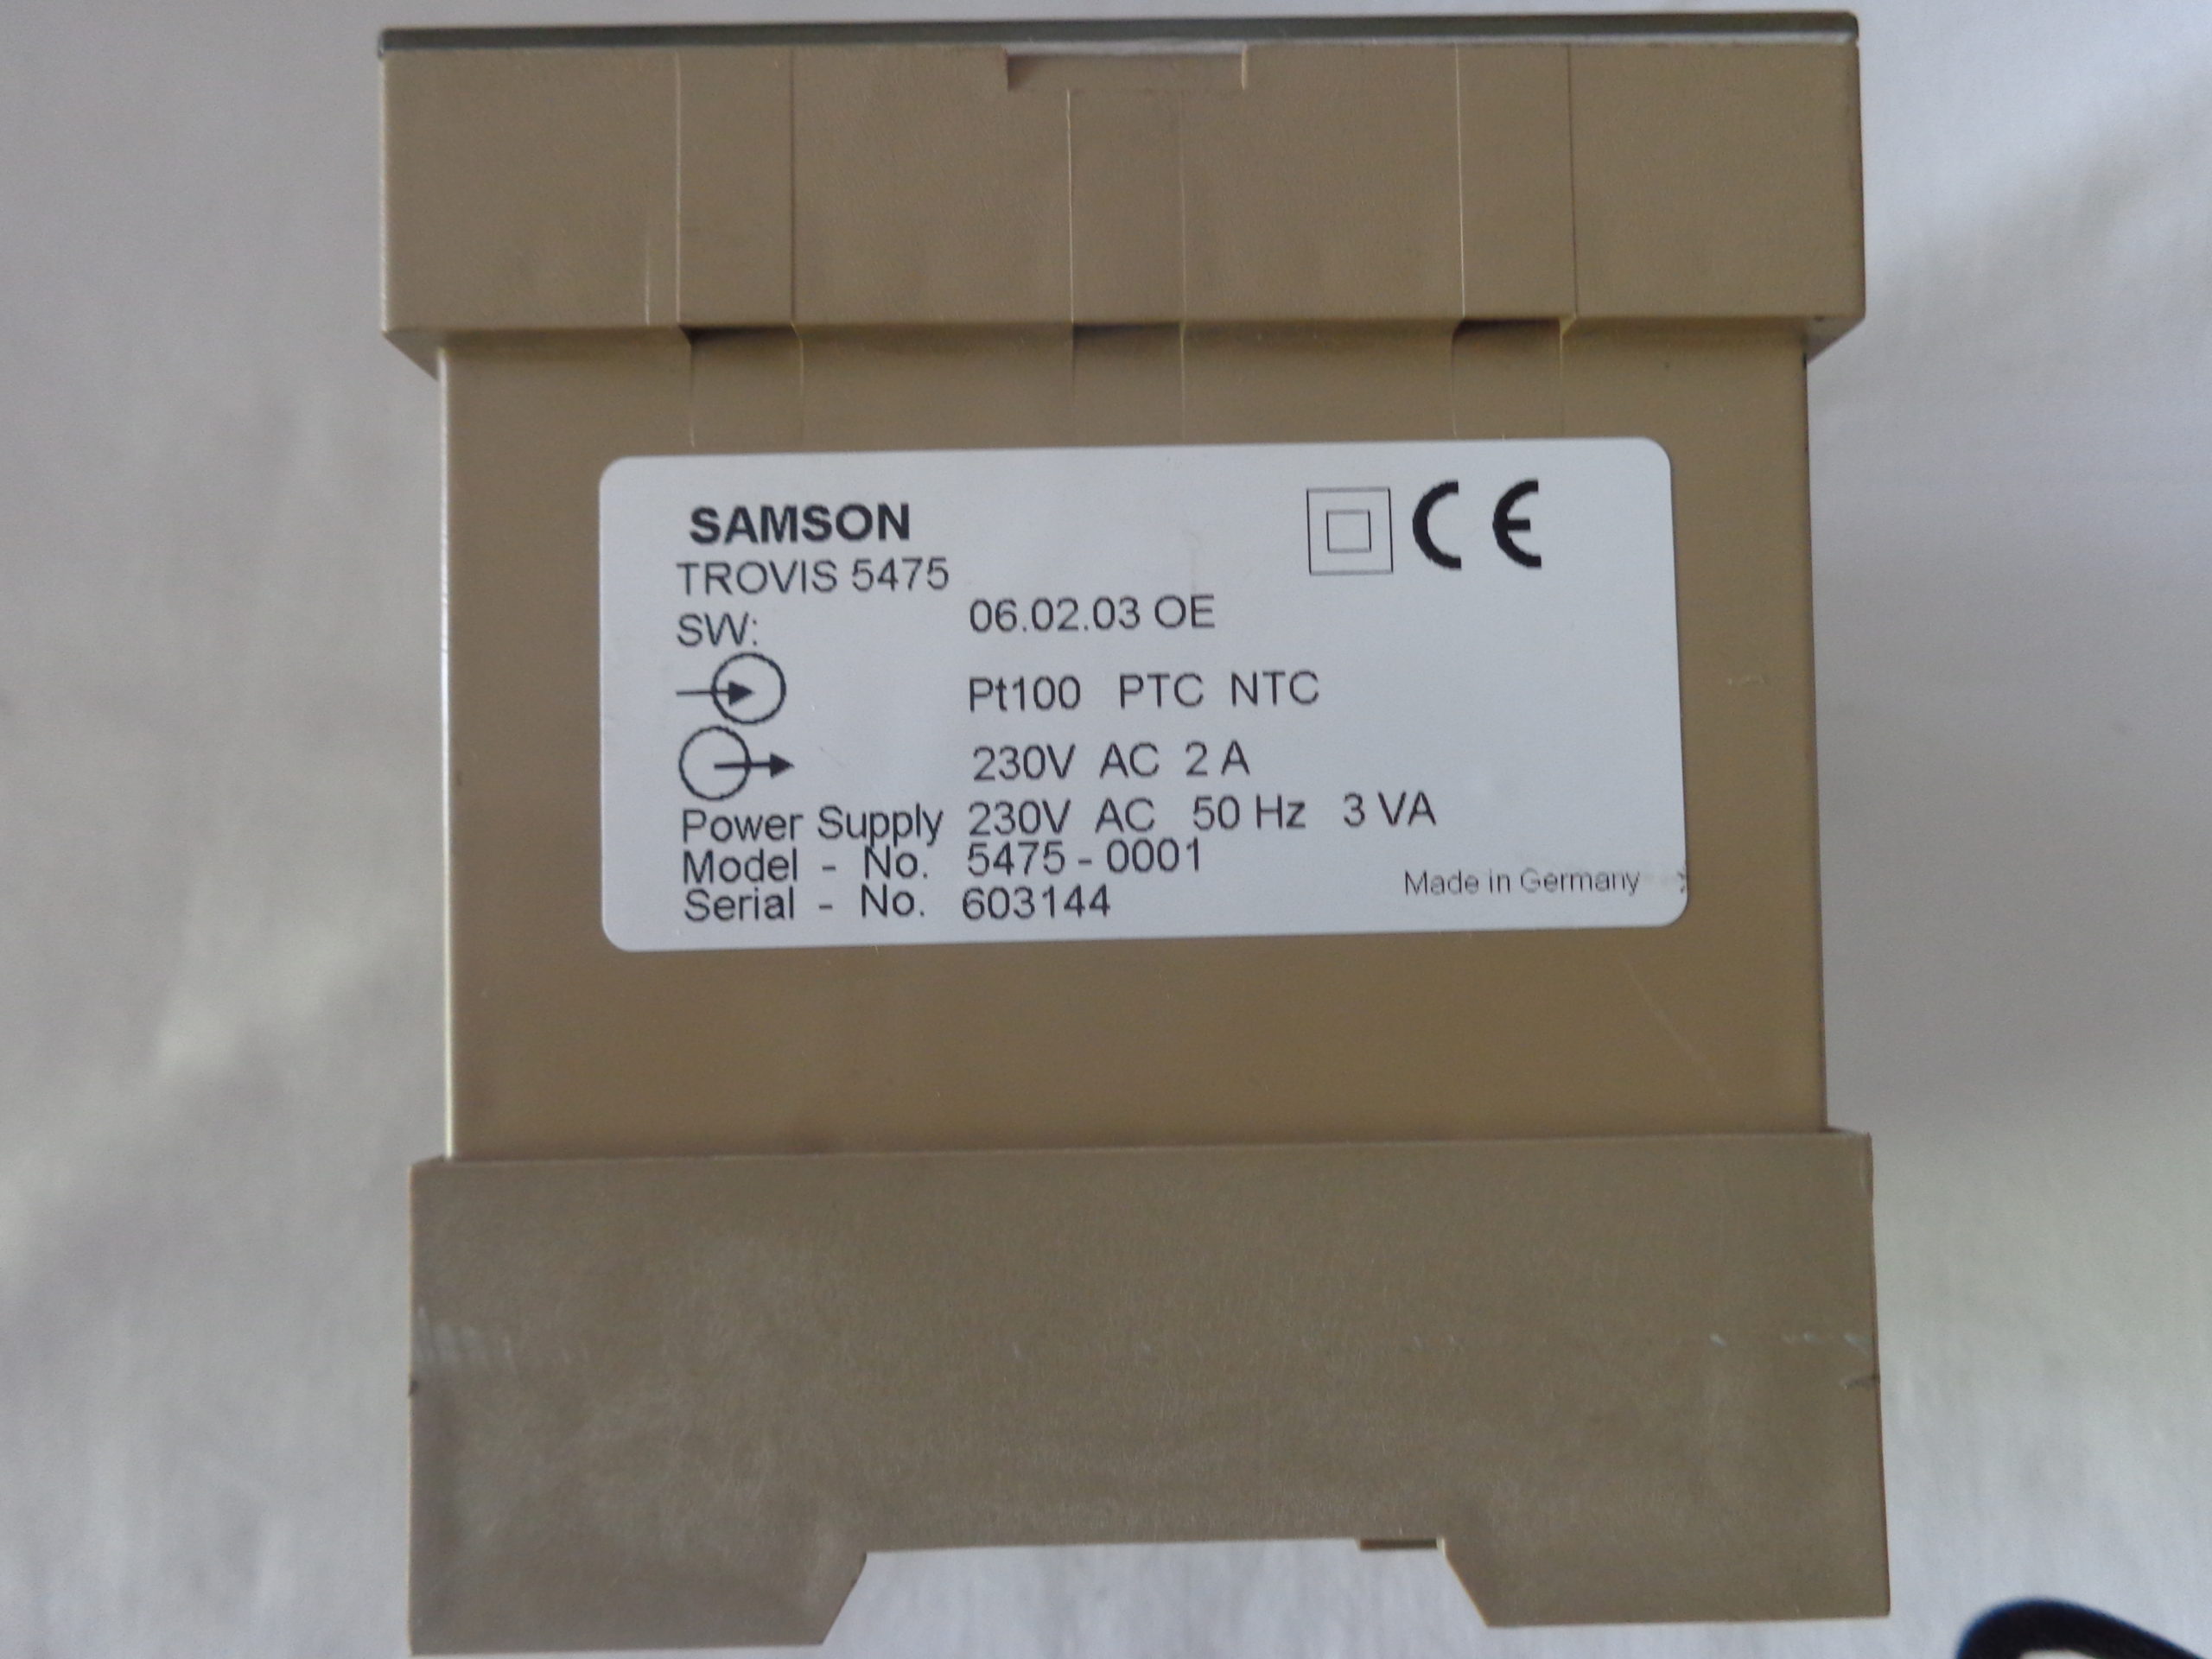 SAMSON
CE
TROVIS 5475
SW: 06.02.03 OE
Pt100 PTC NTC
230V AC 2 A
Power Supply 230V AC 50 Hz 3 VA
Model - No. 5475 - 0001
Serial - No. 603144
Made in Germany